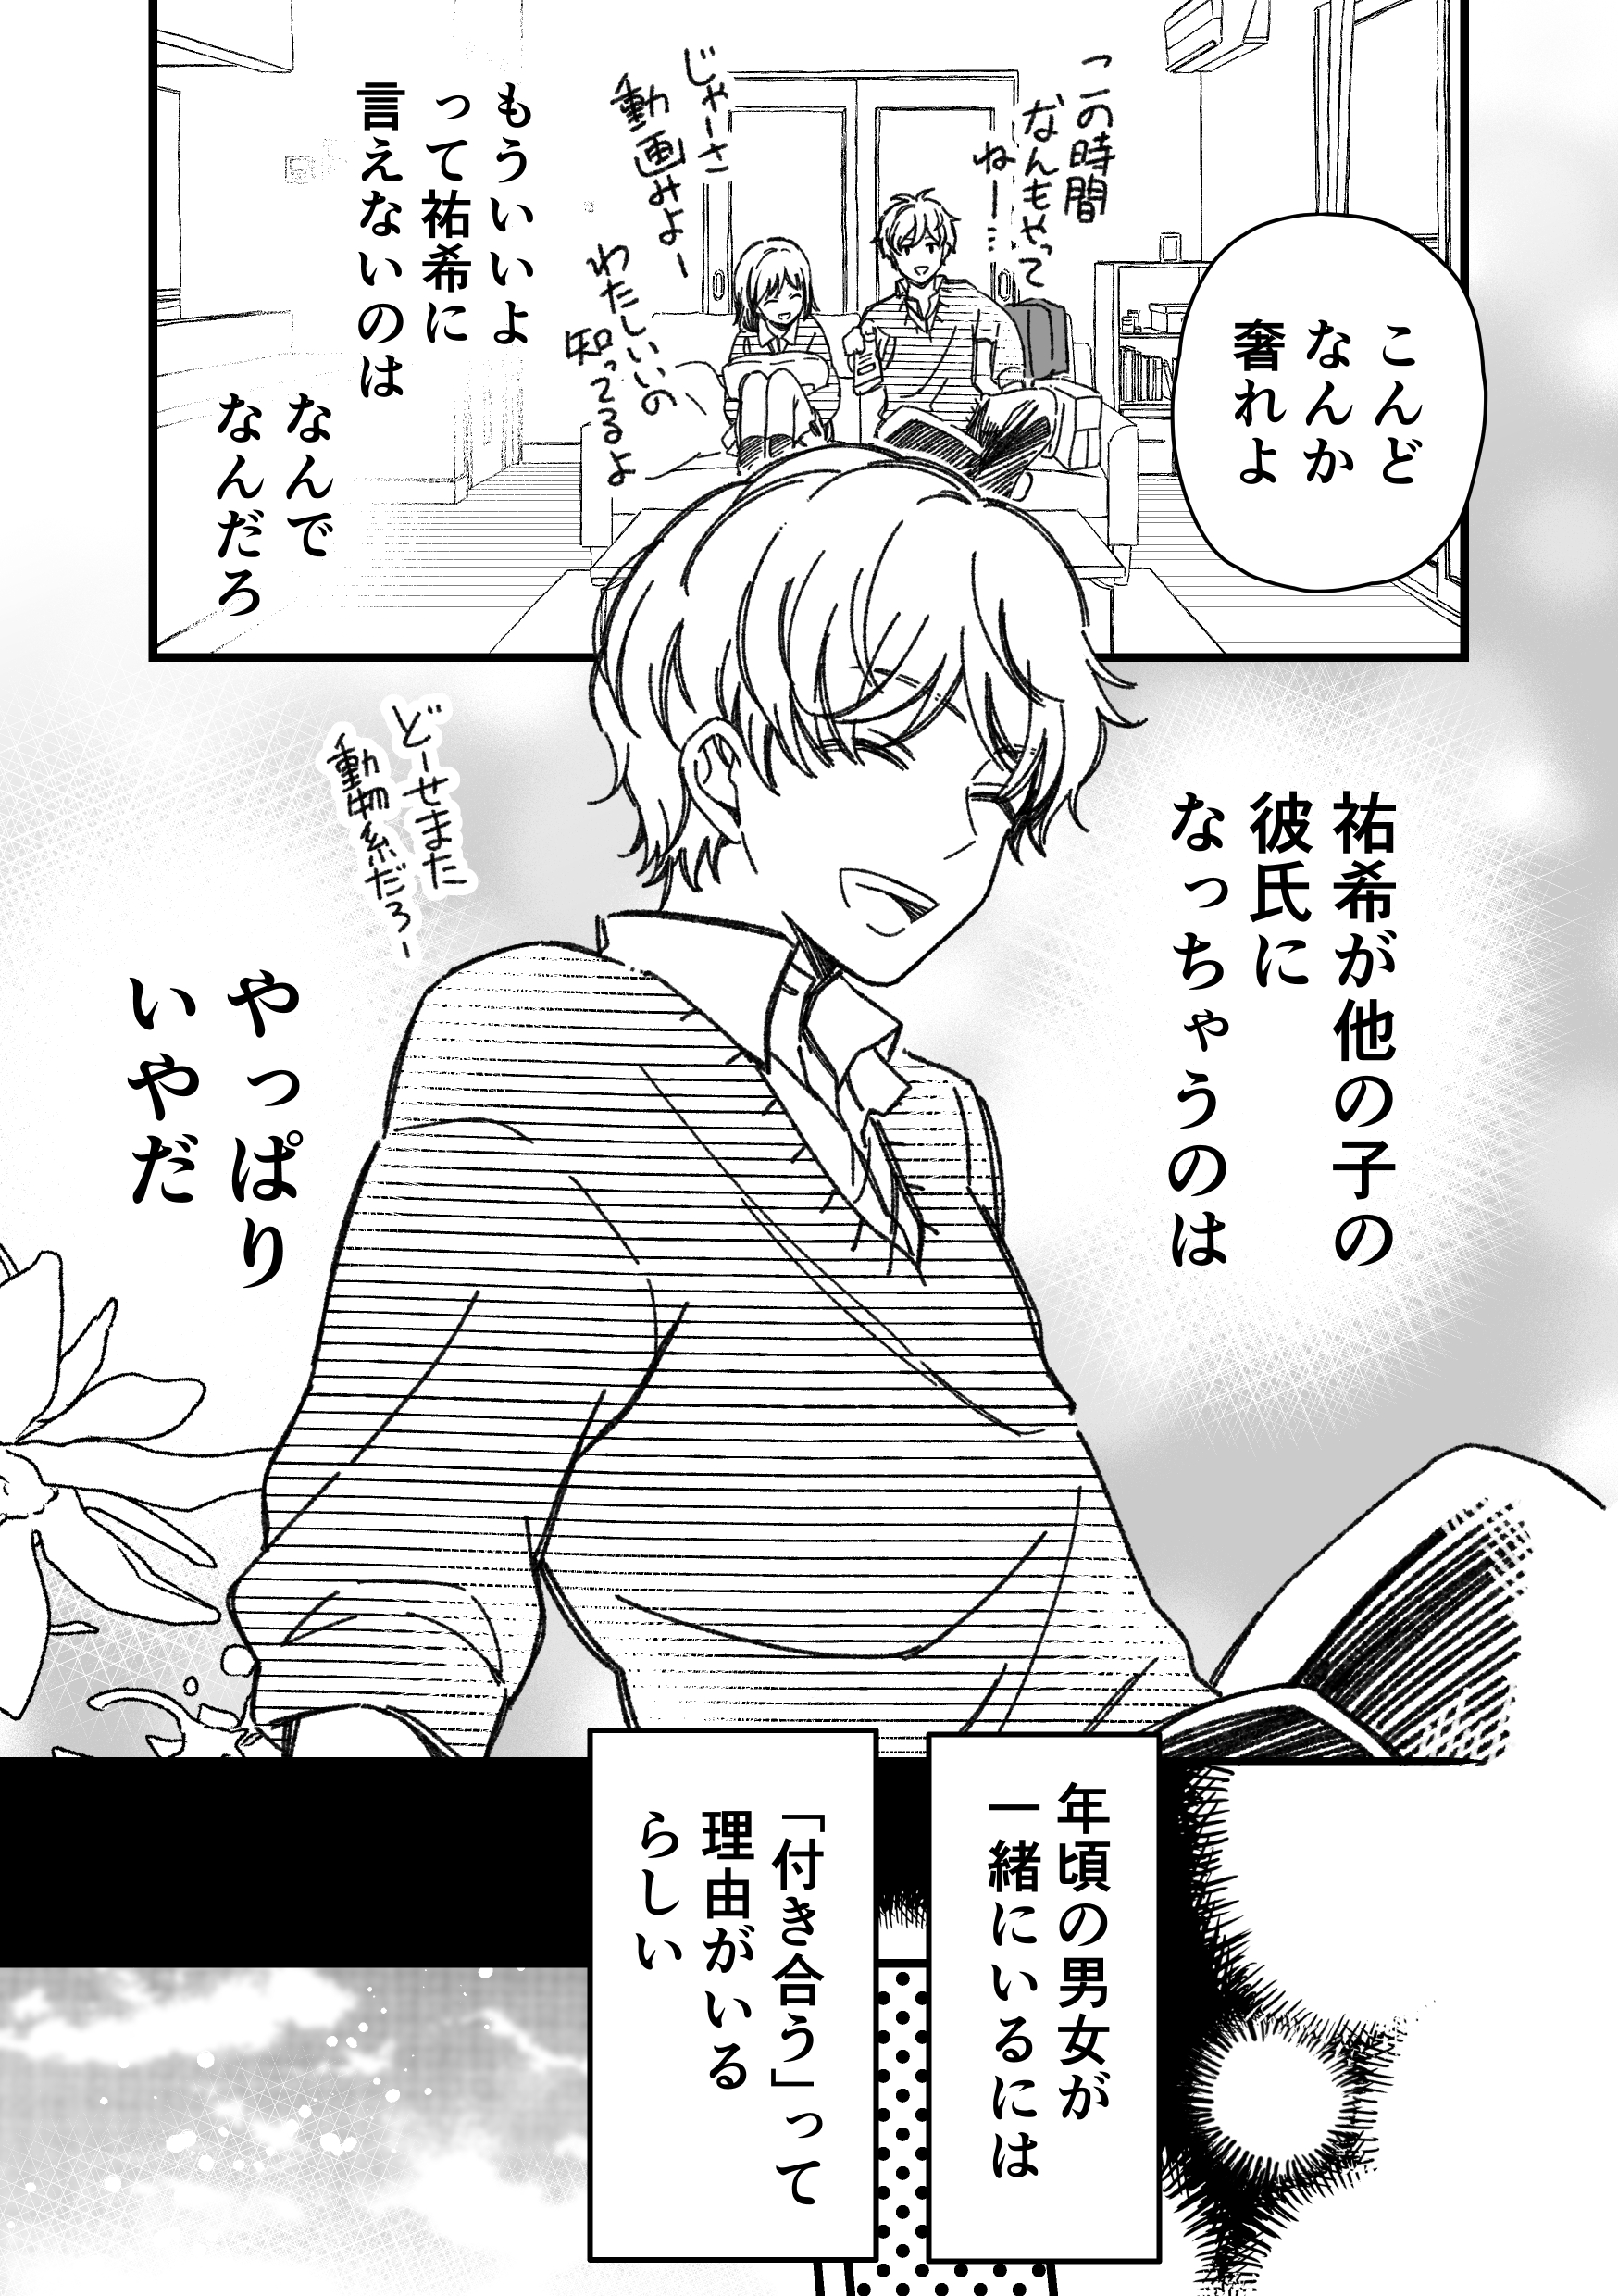 こんど
なんか
奢れよ
っこの時間
なんもやって
ねー…
じゃーさ
動画みよー
わたしいいの
知ってるよ
もういいよ
って祐希に
言えないのは
なんで
なんだろ
祐希が他の子の
彼氏に
なっちゃうのは
どーせまた
動物系だろー
やっぱり
いやだ
年頃の男女が
一緒にいるには
「付き合う」って
理由がいる
らしい